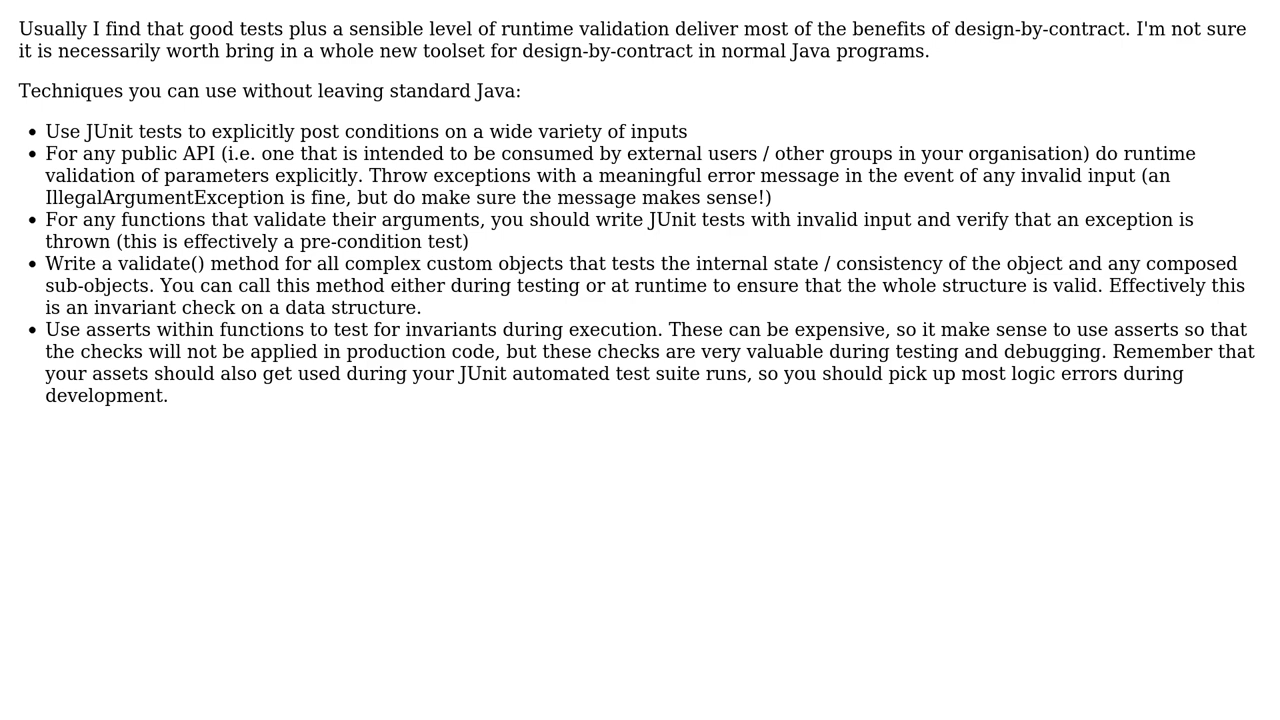 Usually I find that good tests plus a sensible level of runtime validation deliver most of the benefits of design-by-contract. I'm not sure
it is necessarily worth bring in a whole new toolset for design-by-contract in normal Java programs.
Techniques you can use without leaving standard Java:
• Use JUnit tests to explicitly post conditions on a wide variety of inputs
• For any public API (i.e. one that is intended to be consumed by external users / other groups in your organisation) do runtime
validation of parameters explicitly. Throw exceptions with a meaningful error message in the event of any invalid input (an
IllegalArgumentException is fine, but do make sure the message makes sense!)
• For any functions that validate their arguments, you should write JUnit tests with invalid input and verify that an exception is
thrown (this is effectively a pre-condition test)
• Write a validate() method for all complex custom objects that tests the internal state / consistency of the object and any composed
sub-objects. You can call this method either during testing or at runtime to ensure that the whole structure is valid. Effectively this
is an invariant check on a data structure.
• Use asserts within functions to test for invariants during execution. These can be expensive, so it make sense to use asserts so that
the checks will not be applied in production code, but these checks are very valuable during testing and debugging. Remember that
your assets should also get used during your JUnit automated test suite runs, so you should pick up most logic errors during
development.